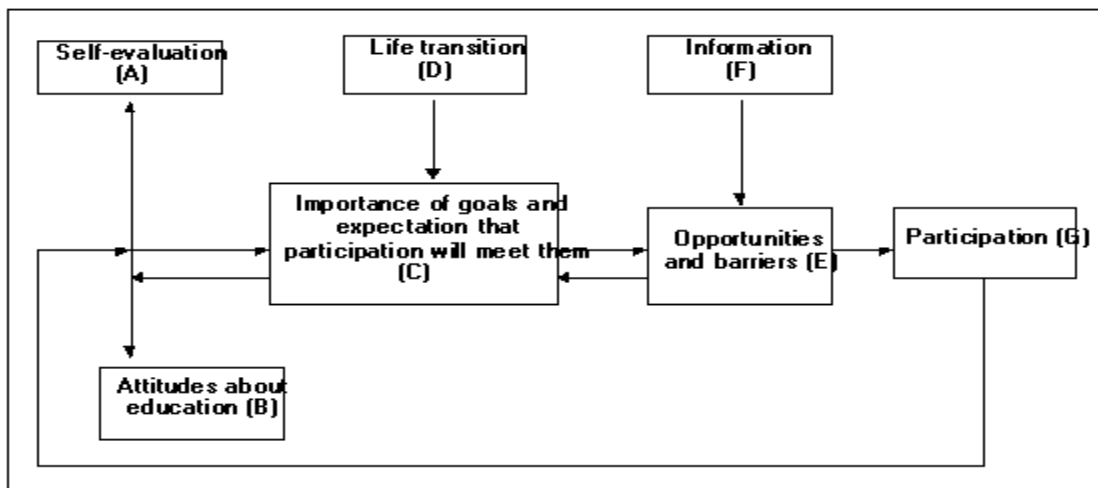 Self-evaluation
(A)
Life transition
(D)
Information
(F)
Importance of goals and
expectation that
participation will meet them
(C)
Opportunities
and barriers (E)
Participation (G)
Attitudes about
education (B)